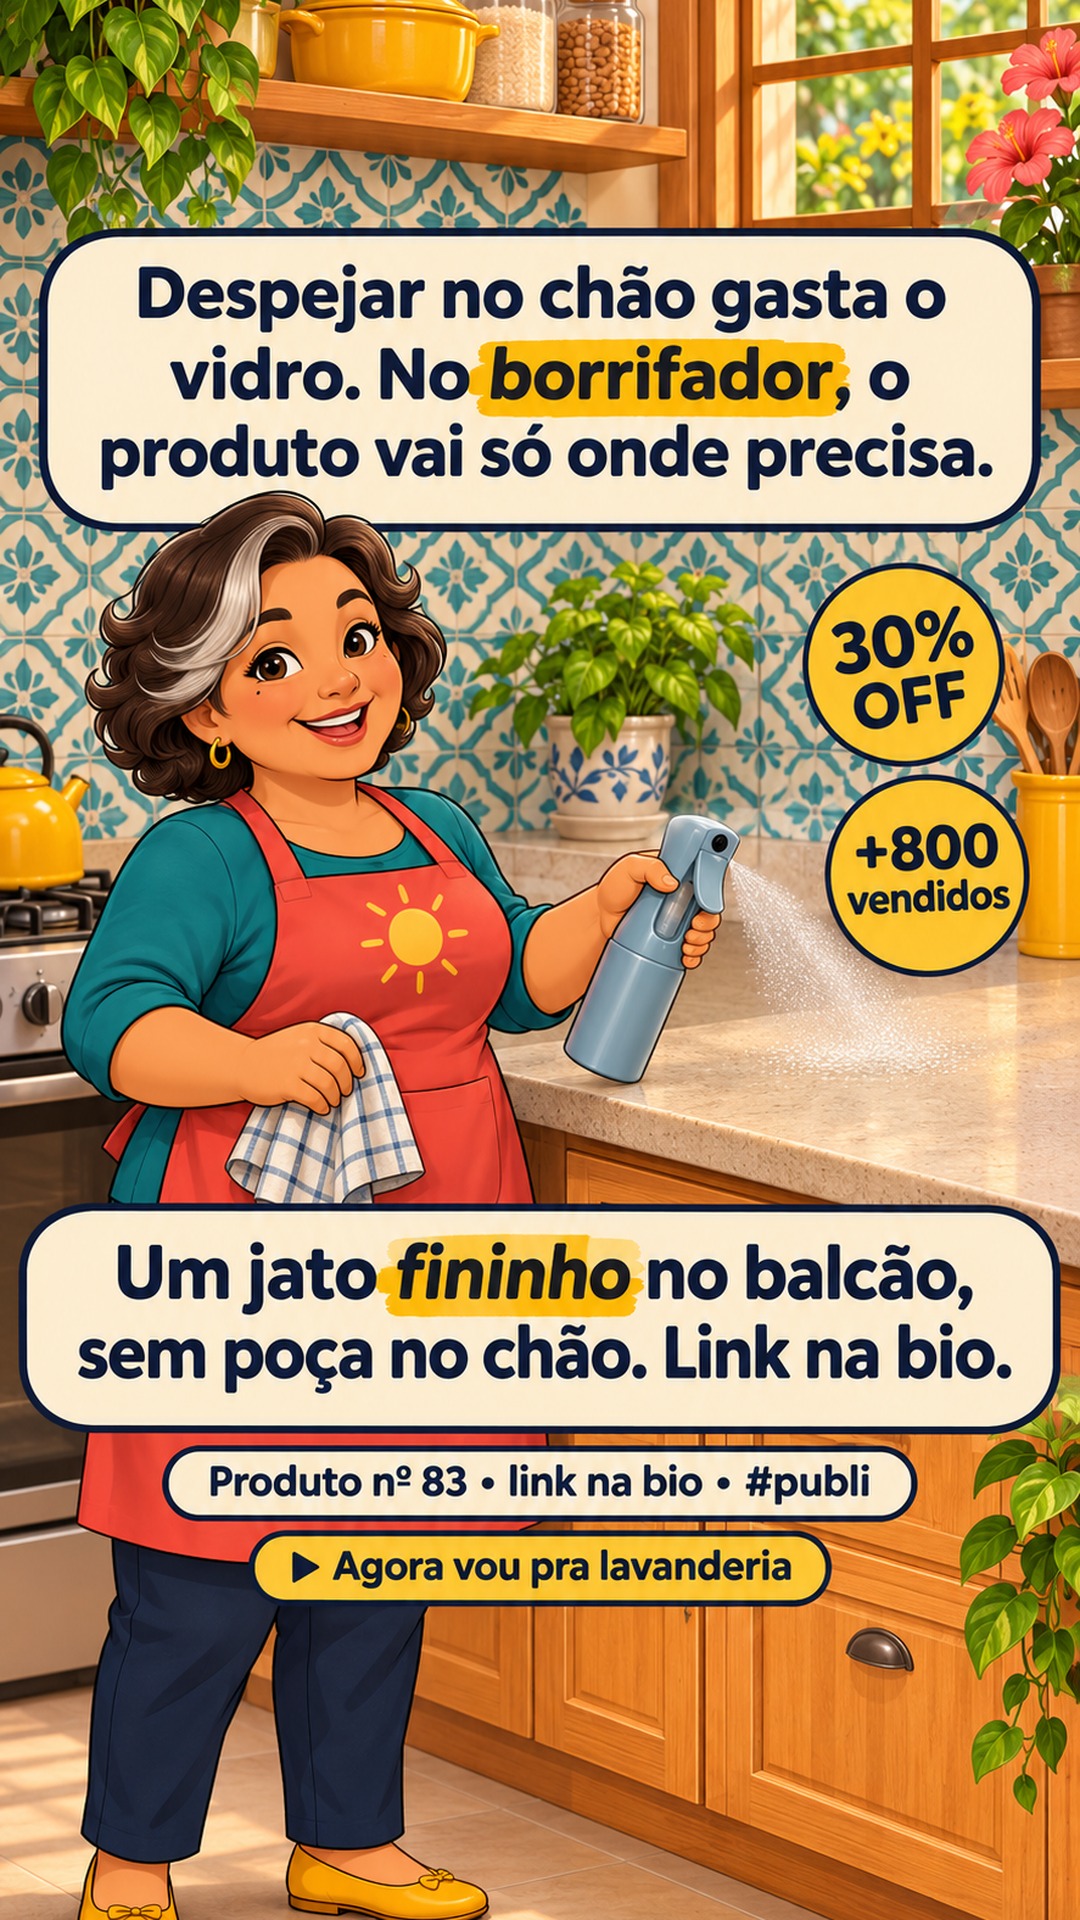 Despejar no chão gasta o
vidro. No borrifador, o
produto vai só onde precisa.
30%
OFF
+800
vendidos
Um jato fininho no balcão,
sem poça no chão. Link na bio.
Produto nº 83 • link na bio • #publi
▶ Agora vou pra lavanderia